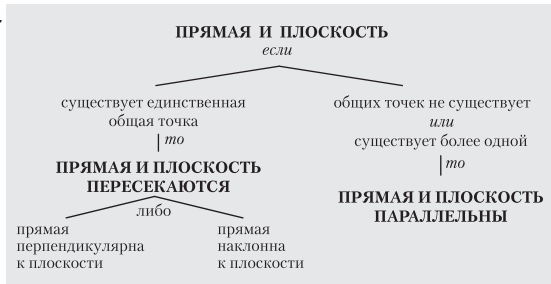 ПРЯМАЯ И ПЛОСКОСТЬ
если
существует единственная
общая точка
то
ПРЯМАЯ И ПЛОСКОСТЬ
ПЕРЕСЕКАЮТСЯ
либо
прямая
перпендикулярна
к плоскости
прямая
наклонна
к плоскости
общих точек не существует
или
существует более одной
то
ПРЯМАЯ И ПЛОСКОСТЬ
ПАРАЛЛЕЛЬНЫ